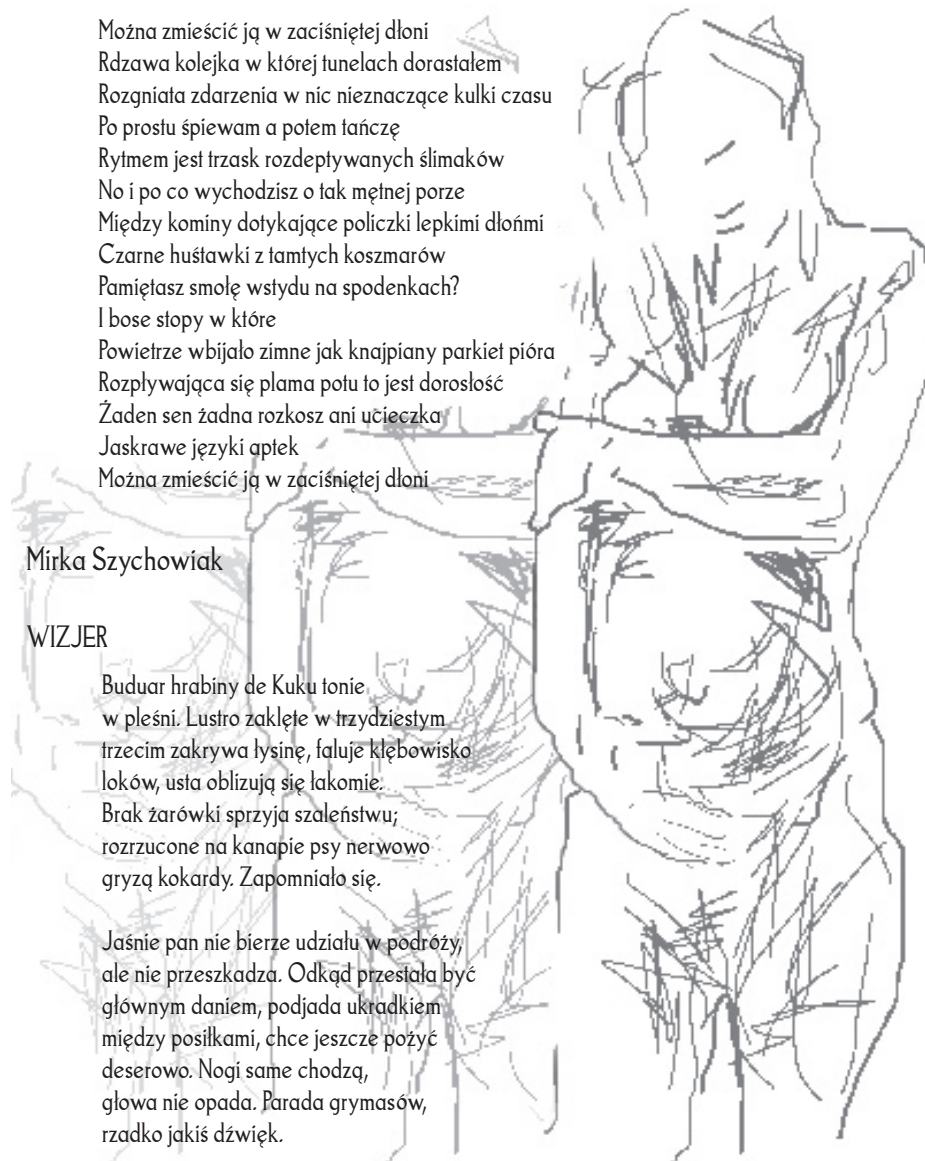 Można zmieścić ją w zaciśniętej dłoni
Rdzawa kolejka w której tunelach dorastałem
Rozgniata zdarzenia w nic nieznaczące kulki czasu
Po prostu śpiewam a potem tańczę
Rytmem jest trzask rozdeptywanych ślimaków
No i po co wychodzisz o tak mętnej porze
Między kominy dotykające policzki lepkimi dłońmi
Czarne huśtawki z tamtych koszmarów
Pamiętasz smołę wstydu na spodenkach?
I bose stopy w które
Powietrze wbijało zimne jak knajpiany parkiet pióra
Rozpływająca się plama potu to jest dorosłość
Żaden sen żadna rozkosz ani ucieczka
Jaskrawe języki aptek
Można zmieścić ją w zaciśniętej dłoni
Mirka Szychowiak
WIZJER
Buduar hrabiny de Kuku tonie
w pleśni. Lustro zaklęte w trzydziestym
trzecim zakrywa łysinę, faluje kłębowisko
loków, usta oblizują się łakomie.
Brak żarówki sprzyja szaleństwu;
rozrzucone na kanapie psy nerwowo
gryzą kokardy. Zapomniało się.
Jaśnie pan nie bierze udziału w podróży,
ale nie przeszkadza. Odkąd przestała być
głównym daniem, podjada ukradkiem
między posiłkami, chce jeszcze pożyć
deserowo. Nogi same chodzą,
głowa nie opada. Parada grymasów,
rzadko jakiś dźwięk.